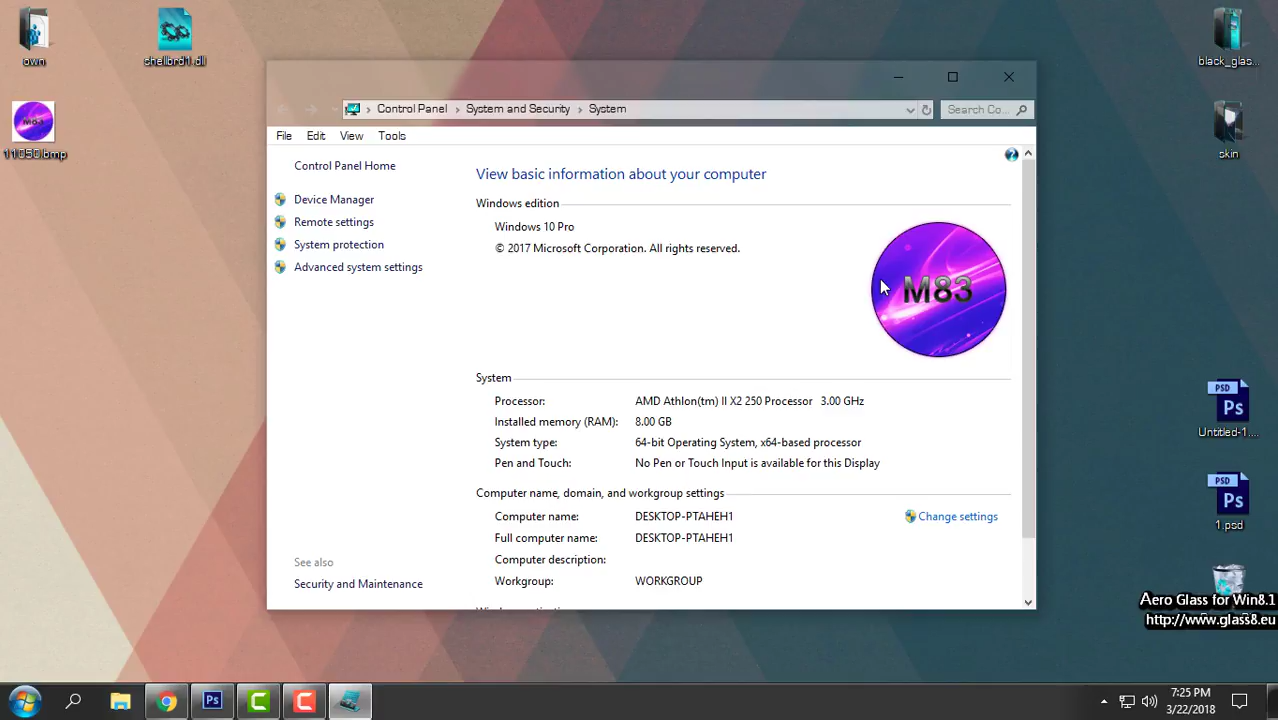 own
shellbrd1.dll
black_glas...
M83
11050.bmp
skin
Control Panel
System and Security
System
Search Co...
File
Edit
View
Tools
Control Panel Home
Device Manager
Remote settings
System protection
Advanced system settings
See also
Security and Maintenance
View basic information about your computer
Windows edition
Windows 10 Pro
© 2017 Microsoft Corporation. All rights reserved.
M83
System
Processor: AMD Athlon(tm) II X2 250 Processor 3.00 GHz
Installed memory (RAM): 8.00 GB
System type: 64-bit Operating System, x64-based processor
Pen and Touch: No Pen or Touch Input is available for this Display
Computer name, domain, and workgroup settings
Computer name: DESKTOP-PTAHEH1
Change settings
Full computer name: DESKTOP-PTAHEH1
Computer description:
Workgroup: WORKGROUP
PSD
Ps
Untitled-1....
PSD
Ps
1.psd
Aero Glass for Win8.1
http://www.glass8.eu
Ps
C
C
7:25 PM
3/22/2018